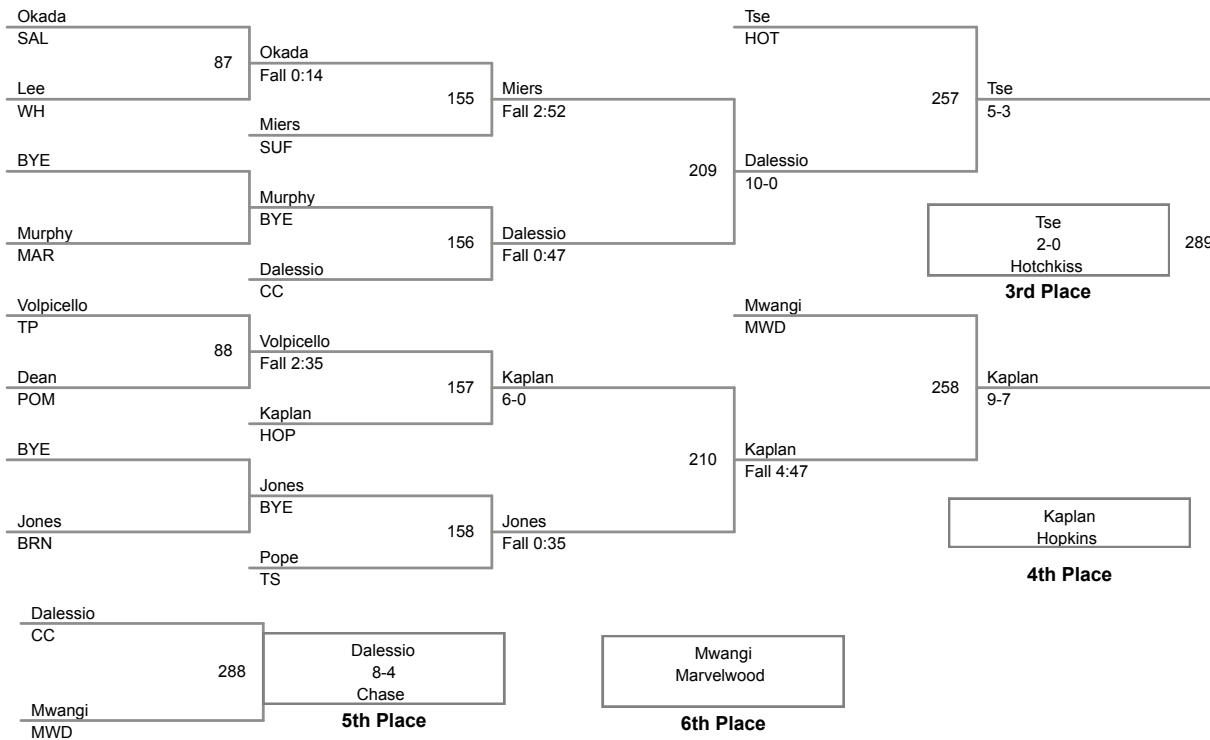 Okada
SAL
87
Lee
WH
Okada
Fall 0:14
155
Miers
SUF
Miers
Fall 2:52
BYE
Murphy
MAR
Murphy
BYE
156
Dalessio
CC
Dalessio
Fall 0:47
209
Dalessio
10-0
Tse
HOT
257
Tse
5-3
Tse
2-0
Hotchkiss
289
3rd Place
Volpicello
TP
88
Dean
POM
Volpicello
Fall 2:35
157
Kaplan
HOP
Kaplan
6-0
BYE
Jones
BRN
Jones
BYE
158
Pope
TS
Jones
Fall 0:35
210
Kaplan
Fall 4:47
Mwangi
MWD
258
Kaplan
9-7
Kaplan
Hopkins
4th Place
Dalessio
CC
288
Mwangi
MWD
Dalessio
8-4
Chase
5th Place
Mwangi
Marvelwood
6th Place